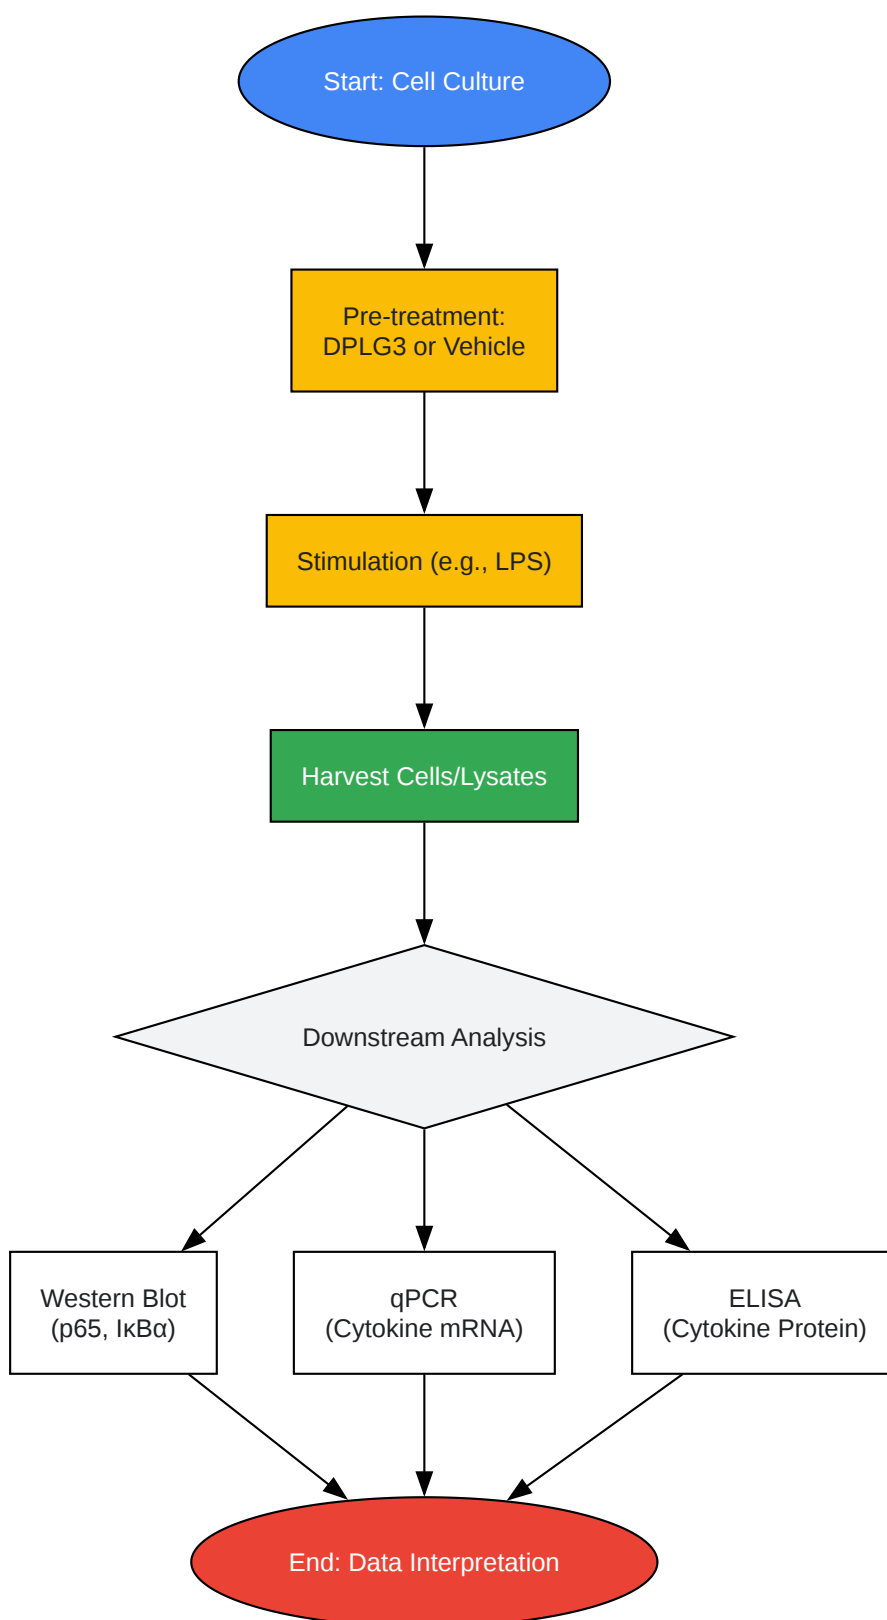 Start: Cell Culture
Pre-treatment:
DPLG3 or Vehicle
Stimulation (e.g., LPS)
Harvest Cells/Lysates
Downstream Analysis
Western Blot
(p65, IκBα)
qPCR
(Cytokine mRNA)
ELISA
(Cytokine Protein)
End: Data Interpretation